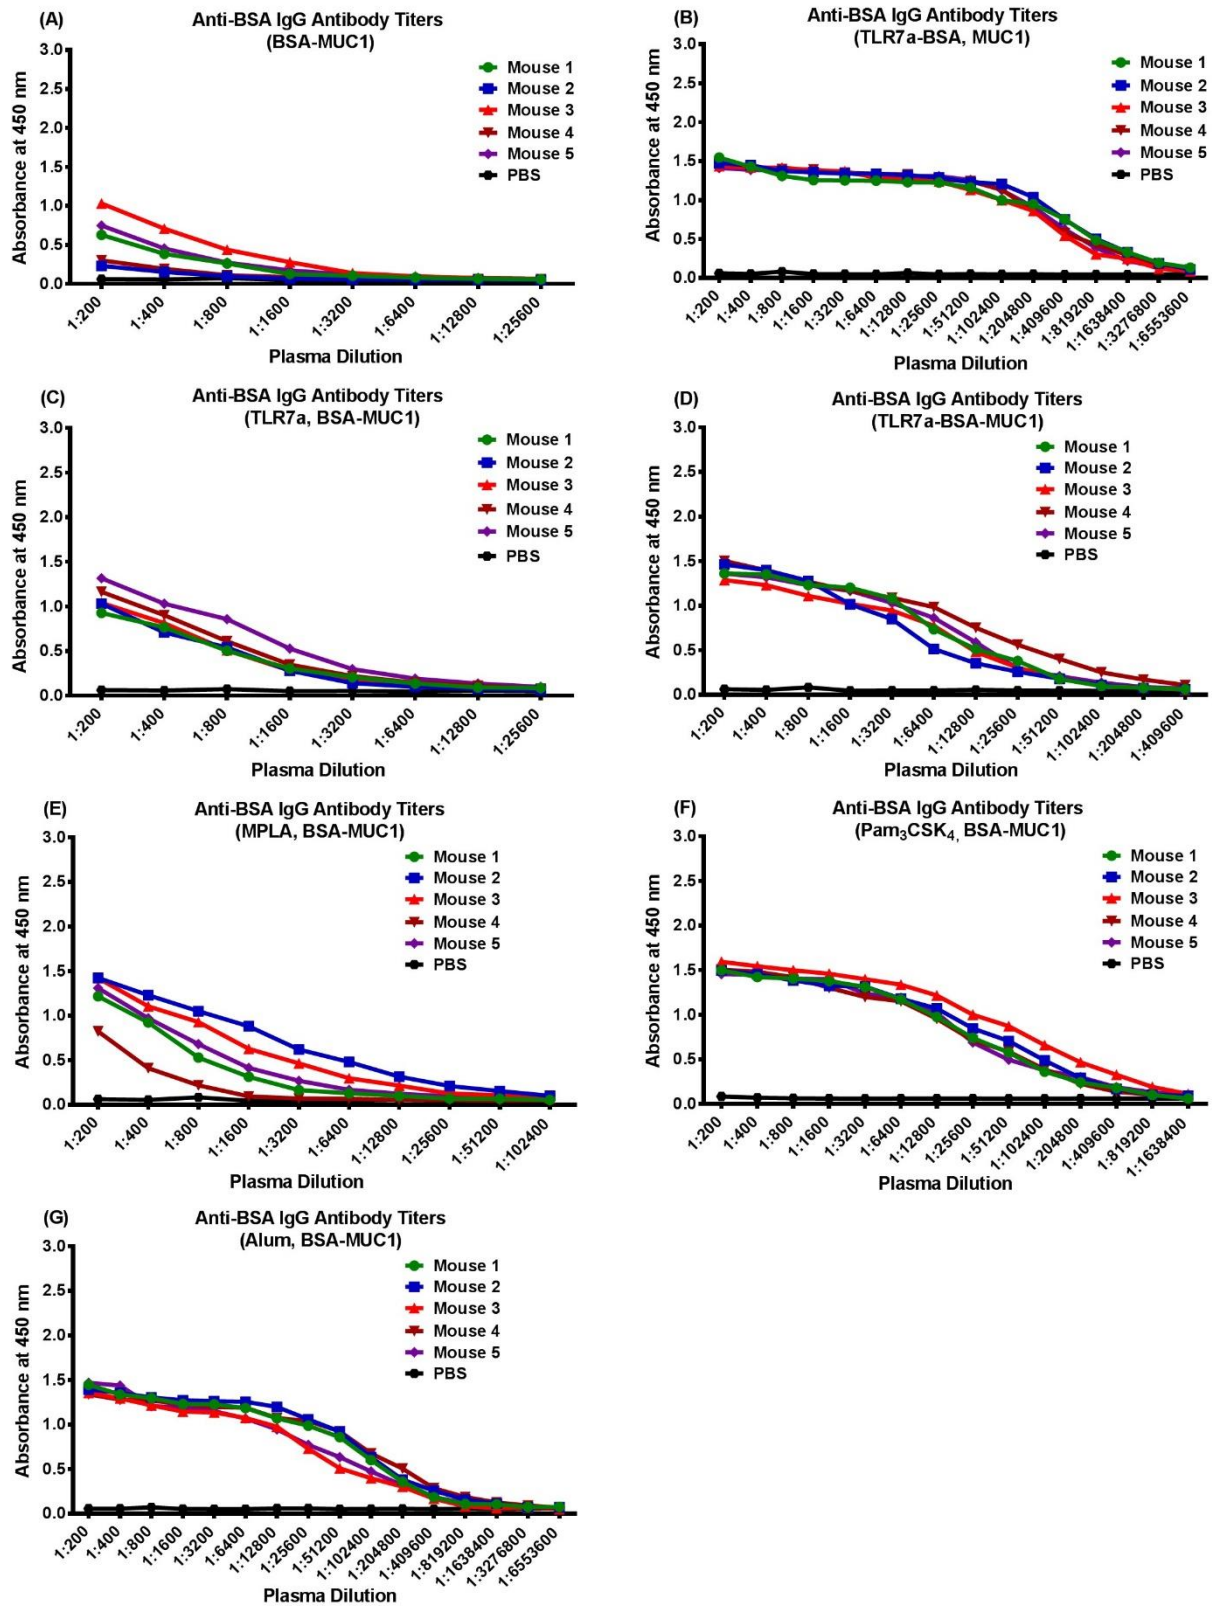 (A)
Anti-BSA IgG Antibody Titers
(BSA-MUC1)
Absorbance at 450 nm
3.0
2.5
2.0
1.5
1.0
0.5
0.0
Mouse 1
Mouse 2
Mouse 3
Mouse 4
Mouse 5
PBS
1:200
1:400
1:800
1:1600
1:3200
1:6400
1:12800
1:25600
Plasma Dilution
(B)
Anti-BSA IgG Antibody Titers
(TLR7a-BSA, MUC1)
Absorbance at 450 nm
3.0
2.5
2.0
1.5
1.0
0.5
0.0
Mouse 1
Mouse 2
Mouse 3
Mouse 4
Mouse 5
PBS
1:200
1:400
1:800
1:1600
1:3200
1:6400
1:12800
1:25600
1:51200
1:102400
1:204800
1:409600
1:819200
1:1638400
1:3276800
1:6553600
Plasma Dilution
(C)
Anti-BSA IgG Antibody Titers
(TLR7a, BSA-MUC1)
Absorbance at 450 nm
3.0
2.5
2.0
1.5
1.0
0.5
0.0
Mouse 1
Mouse 2
Mouse 3
Mouse 4
Mouse 5
PBS
1:200
1:400
1:800
1:1600
1:3200
1:6400
1:12800
1:25600
Plasma Dilution
(D)
Anti-BSA IgG Antibody Titers
(TLR7a-BSA-MUC1)
Absorbance at 450 nm
3.0
2.5
2.0
1.5
1.0
0.5
0.0
Mouse 1
Mouse 2
Mouse 3
Mouse 4
Mouse 5
PBS
1:200
1:400
1:800
1:1600
1:3200
1:6400
1:12800
1:25600
1:51200
1:102400
1:204800
1:4096600
Plasma Dilution
(E)
Anti-BSA IgG Antibody Titers
(MPLA, BSA-MUC1)
Absorbance at 450 nm
3.0
2.5
2.0
1.5
1.0
0.5
0.0
Mouse 1
Mouse 2
Mouse 3
Mouse 4
Mouse 5
PBS
1:200
1:400
1:800
1:1600
1:3200
1:6400
1:12800
1:25600
1:51200
1:102400
Plasma Dilution
(F)
Anti-BSA IgG Antibody Titers
(Pam₃CSK₄, BSA-MUC1)
Absorbance at 450 nm
3.0
2.5
2.0
1.5
1.0
0.5
0.0
Mouse 1
Mouse 2
Mouse 3
Mouse 4
Mouse 5
PBS
1:200
1:400
1:800
1:1600
1:3200
1:6400
1:12800
1:25600
1:51200
1:102400
1:204800
1:409600
1:819200
1:1638400
Plasma Dilution
(G)
Anti-BSA IgG Antibody Titers
(Alum, BSA-MUC1)
Absorbance at 450 nm
3.0
2.5
2.0
1.5
1.0
0.5
0.0
Mouse 1
Mouse 2
Mouse 3
Mouse 4
Mouse 5
PBS
1:200
1:400
1:800
1:1600
1:3200
1:6400
1:12800
1:25600
1:51200
1:102400
1:204800
1:409600
1:819200
1:1638400
1:3276800
1:6553600
Plasma Dilution